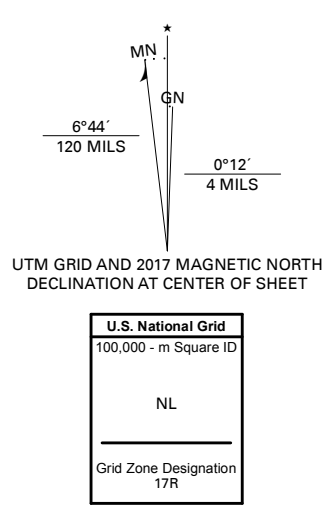 ★
MN
GN
6°44´
120 MILS
0°12´
4 MILS
UTM GRID AND 2017 MAGNETIC NORTH
DECLINATION AT CENTER OF SHEET
U.S. National Grid
100,000 - m Square ID
NL
Grid Zone Designation
17R